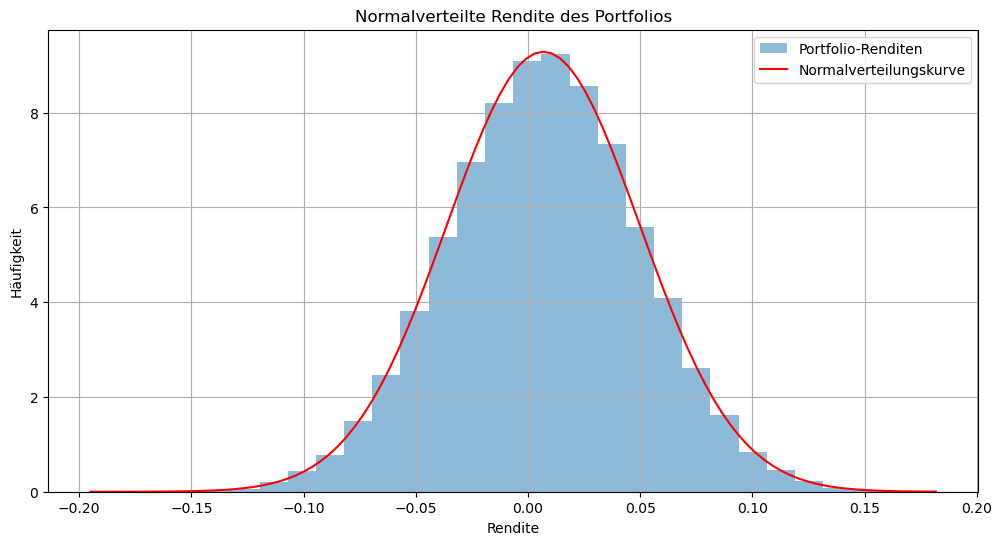 Normalverteilte Rendite des Portfolios
Portfolio-Renditen
Normalverteilungskurve
Häufigkeit
8
6
4
2
0
−0.20 −0.15 −0.10 −0.05 0.00 0.05 0.10 0.15 0.20
Rendite